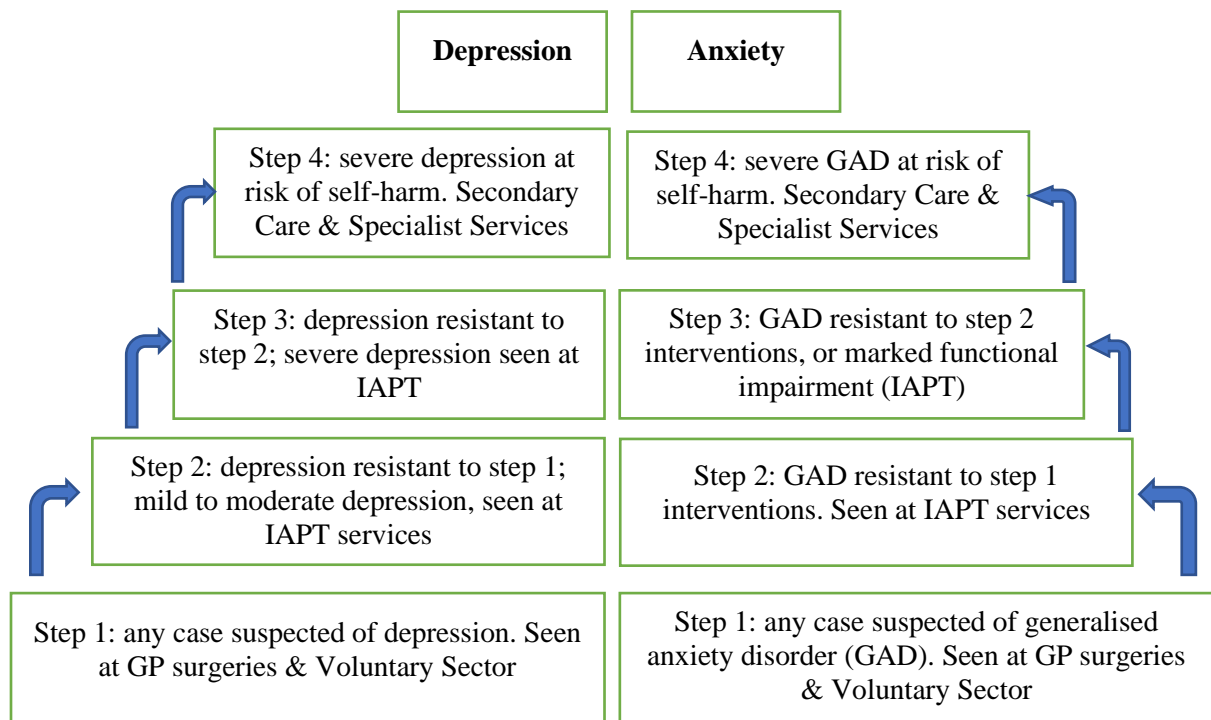 Depression
Anxiety
Step 4: severe depression at
risk of self-harm. Secondary
Care & Specialist Services
Step 4: severe GAD at risk of
self-harm. Secondary Care &
Specialist Services
Step 3: depression resistant to
step 2; severe depression seen at
IAPT
Step 3: GAD resistant to step 2
interventions, or marked functional
impairment (IAPT)
Step 2: depression resistant to step 1;
mild to moderate depression, seen at
IAPT services
Step 2: GAD resistant to step 1
interventions. Seen at IAPT services
Step 1: any case suspected of depression. Seen
at GP surgeries & Voluntary Sector
Step 1: any case suspected of generalised
anxiety disorder (GAD). Seen at GP surgeries
& Voluntary Sector